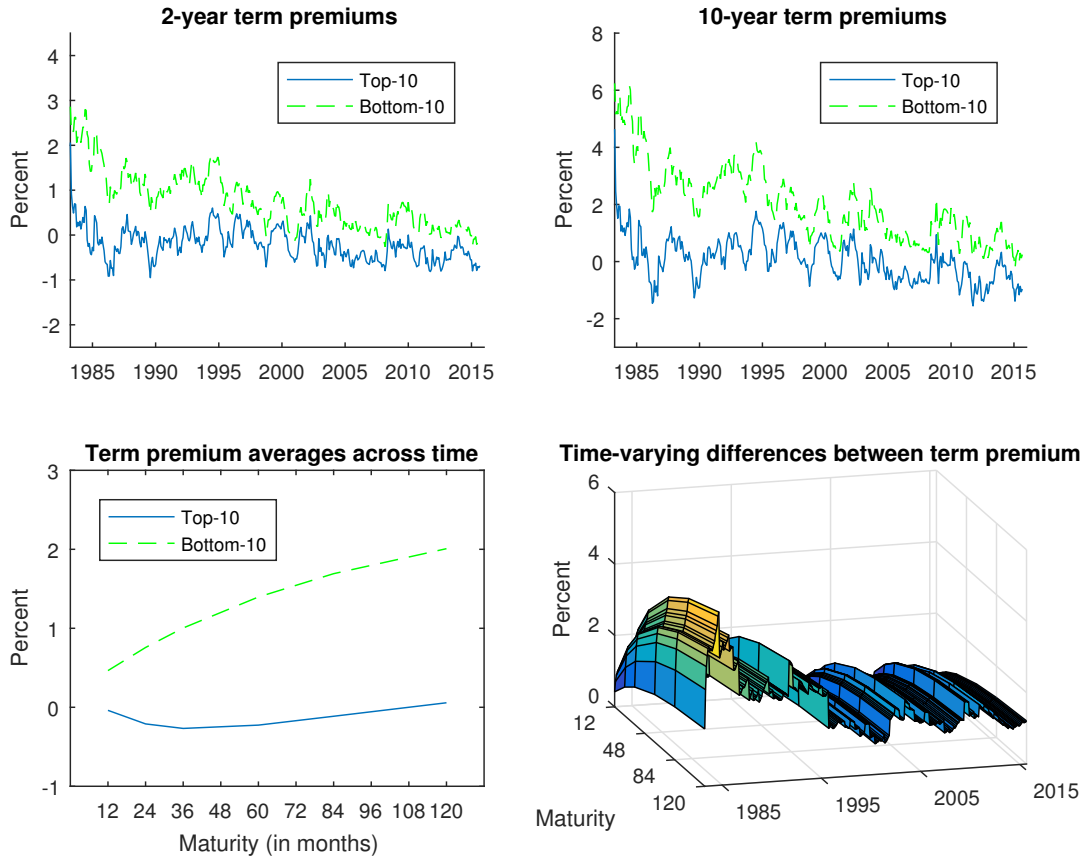 2-year term premiums
4
3
2
1
0
-1
-2
Percent
Top-10
Bottom-10
1985 1990 1995 2000 2005 2010 2015
10-year term premiums
8
6
4
2
0
-2
Percent
Top-10
Bottom-10
1985 1990 1995 2000 2005 2010 2015
Term premium averages across time
3
2
1
0
-1
Percent
Top-10
Bottom-10
12 24 36 48 60 72 84 96 108 120
Maturity (in months)
Time-varying differences between term premium
6
4
2
0
Percent
12
48
84
120
Maturity
1985
1995
2005
2015